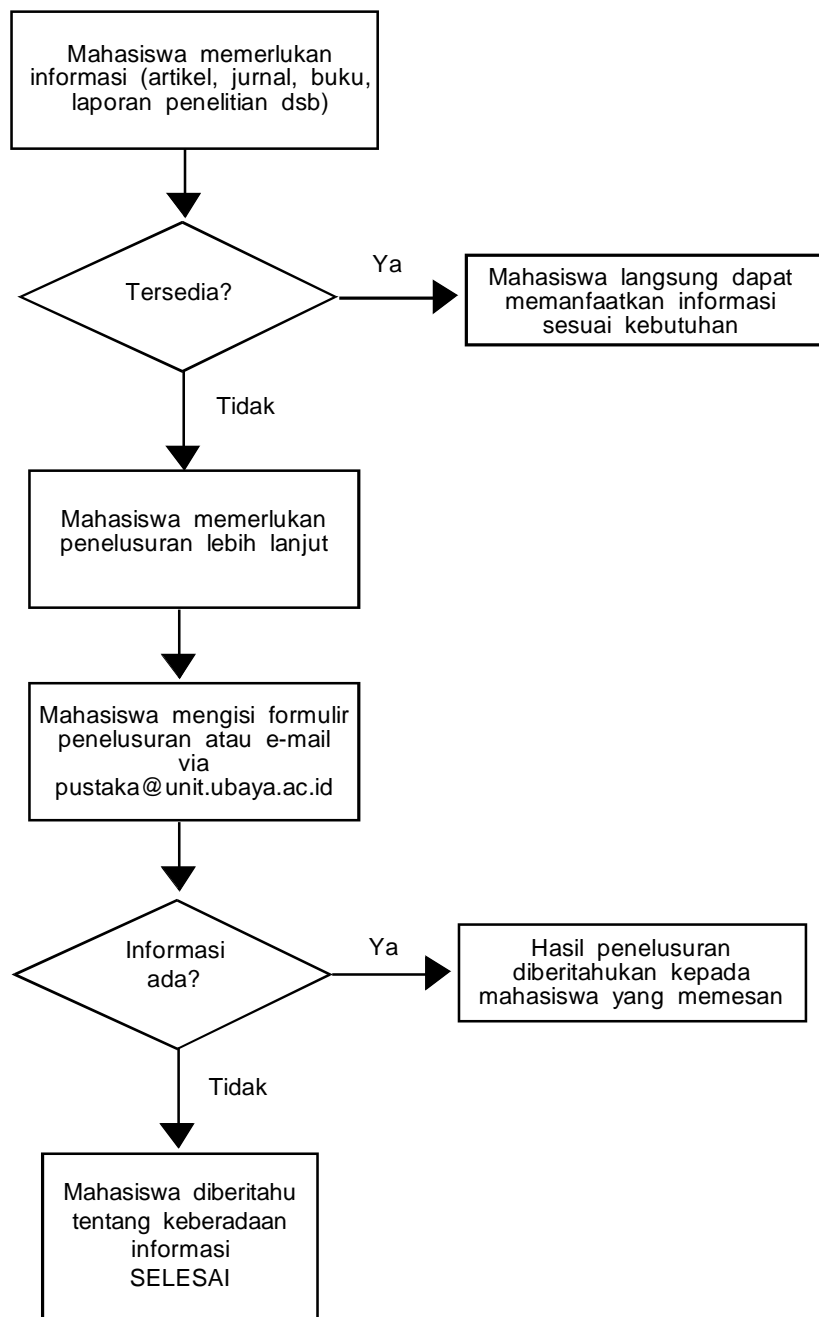 Mahasiswa memerlukan
informasi (artikel, jurnal, buku,
laporan penelitian dsb)
Tersedia?
Ya
Mahasiswa langsung dapat
memanfaatkan informasi
sesuai kebutuhan
Tidak
Mahasiswa memerlukan
penelusuran lebih lanjut
Mahasiswa mengisi formulir
penelusuran atau e-mail
via
pustaka@unit.ubaya.ac.id
Informasi
ada?
Ya
Hasil penelusuran
diberitahukan kepada
mahasiswa yang memesan
Tidak
Mahasiswa diberitahu
tentang keberadaan
informasi
SELESAI